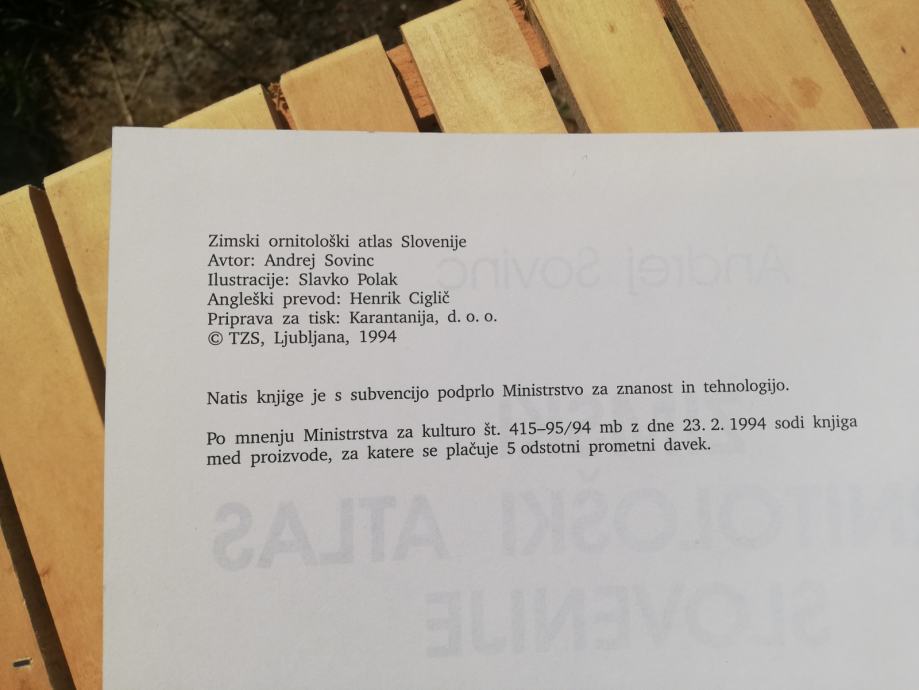 Zimski ornitološki atlas Slovenije
Avtor: Andrej Sovinc
Ilustracije: Slavko Polak
Angleški prevod: Henrik Ciglič
Priprava za tisk: Karantanija, d. o. o.
© TZS, Ljubljana, 1994
Natis knjige je s subvencijo podprlo Ministrstvo za znanost in tehnologijo.
Po mnenju Ministrstva za kulturo št. 415–95/94 mb z dne 23. 2. 1994 sodi knjiga
med proizvode, za katere se plačuje 5 odstotni prometni davek.